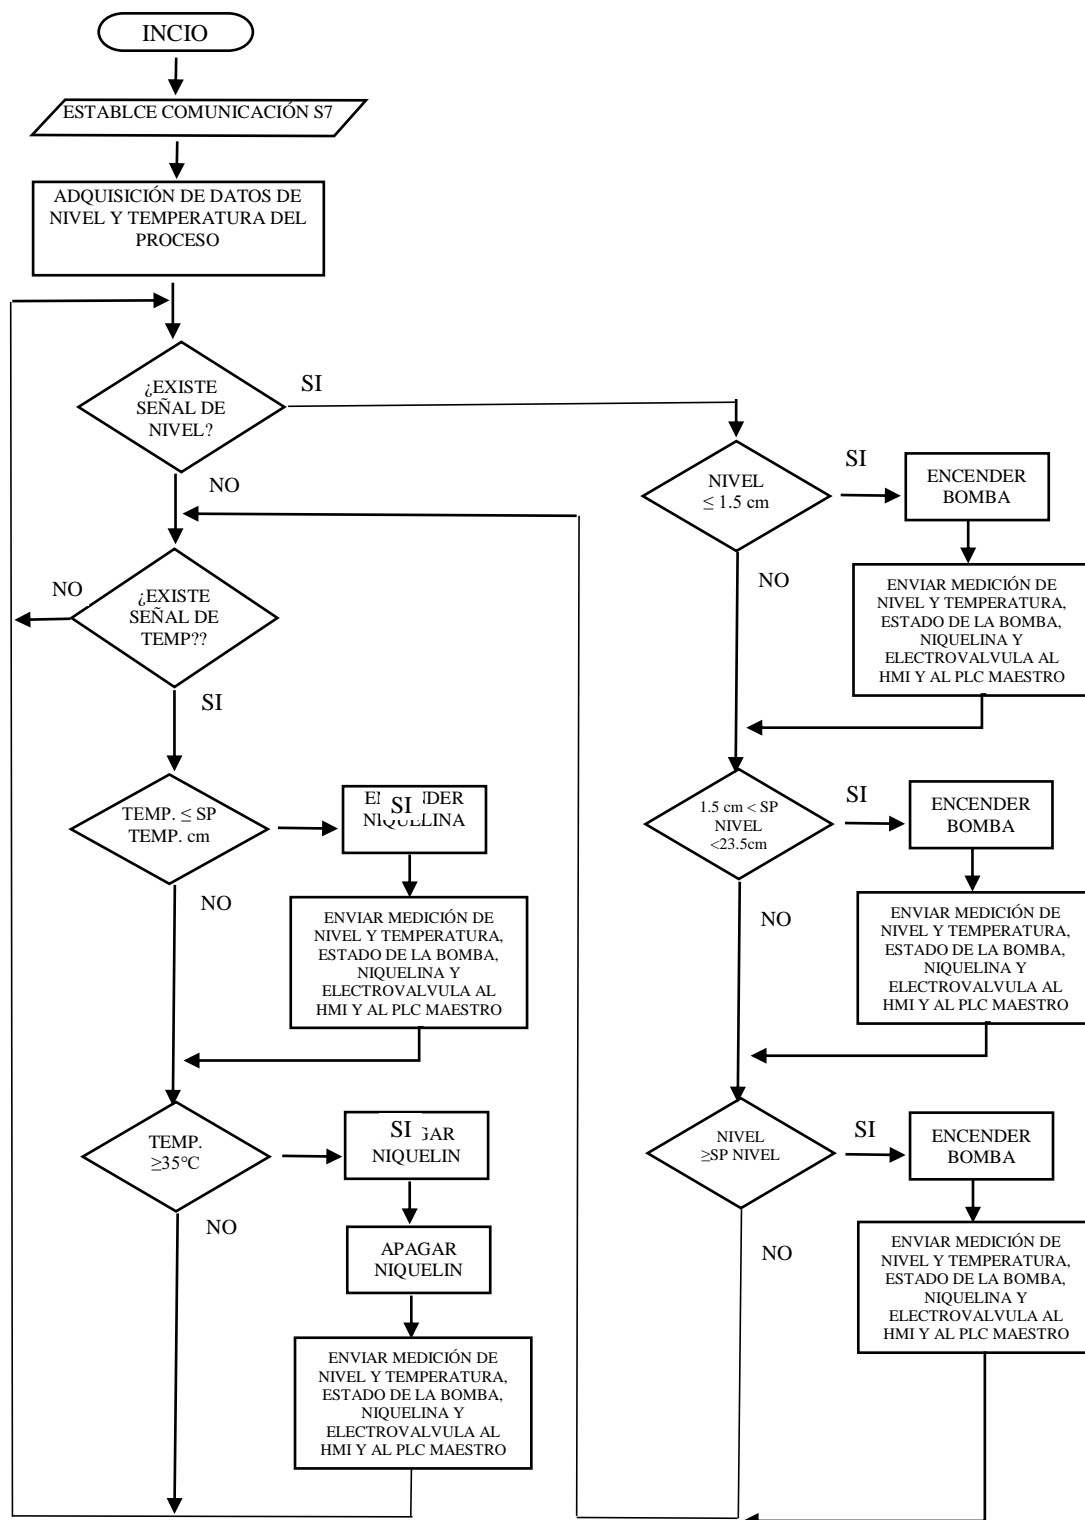 INCIO
ESTABLCE COMUNICACIÓN S7
ADQUISICIÓN DE DATOS DE
NIVEL Y TEMPERATURA DEL
PROCESO
¿EXISTE
SEÑAL DE
NIVEL?
SI
NO
NIVEL
≤ 1.5 cm
SI
ENCENDER
BOMBA
NO
ENVIAR MEDICIÓN DE
NIVEL Y TEMPERATURA,
ESTADO DE LA BOMBA,
NIQUELINA Y
ELECTROVALVULA AL
HMI Y AL PLC MAESTRO
NO
¿EXISTE
SEÑAL DE
TEMP??
SI
TEMP. ≤ SP
TEMP. cm
SI
NIQUELINA
NO
ENVIAR MEDICIÓN DE
NIVEL Y TEMPERATURA,
ESTADO DE LA BOMBA,
NIQUELINA Y
ELECTROVALVULA AL
HMI Y AL PLC MAESTRO
1.5 cm < SP
NIVEL
<23.5cm
SI
ENCENDER
BOMBA
NO
ENVIAR MEDICIÓN DE
NIVEL Y TEMPERATURA,
ESTADO DE LA BOMBA,
NIQUELINA Y
ELECTROVALVULA AL
HMI Y AL PLC MAESTRO
TEMP.
≥35°C
SI
NIQUELIN
NO
APAGAR
NIQUELIN
ENVIAR MEDICIÓN DE
NIVEL Y TEMPERATURA,
ESTADO DE LA BOMBA,
NIQUELINA Y
ELECTROVALVULA AL
HMI Y AL PLC MAESTRO
NIVEL
≥SP NIVEL
SI
ENCENDER
BOMBA
NO
ENVIAR MEDICIÓN DE
NIVEL Y TEMPERATURA,
ESTADO DE LA BOMBA,
NIQUELINA Y
ELECTROVALVULA AL
HMI Y AL PLC MAESTRO